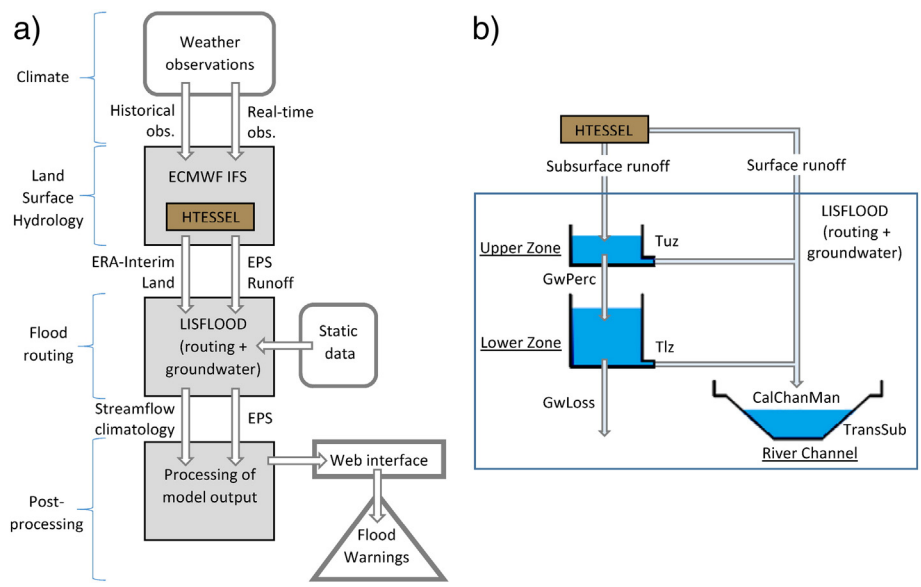 a)
Climate
Weather
observations
Historical
obs.
Real-time
obs.
Land
Surface
Hydrology
ECMWF IFS
HTESSEL
ERA-Interim
Land
EPS
Runoff
Flood
routing
LISFLOOD
(routing +
groundwater)
Static
data
Streamflow
climatology
EPS
Post-
processing
Processing of
model output
Web interface
Flood
Warnings
b)
HTESSEL
Subsurface runoff
Surface runoff
LISFLOOD
(routing +
groundwater)
Upper Zone
Tuz
GwPerc
Lower Zone
Tlz
GwLoss
CalChanMan
TransSub
River Channel